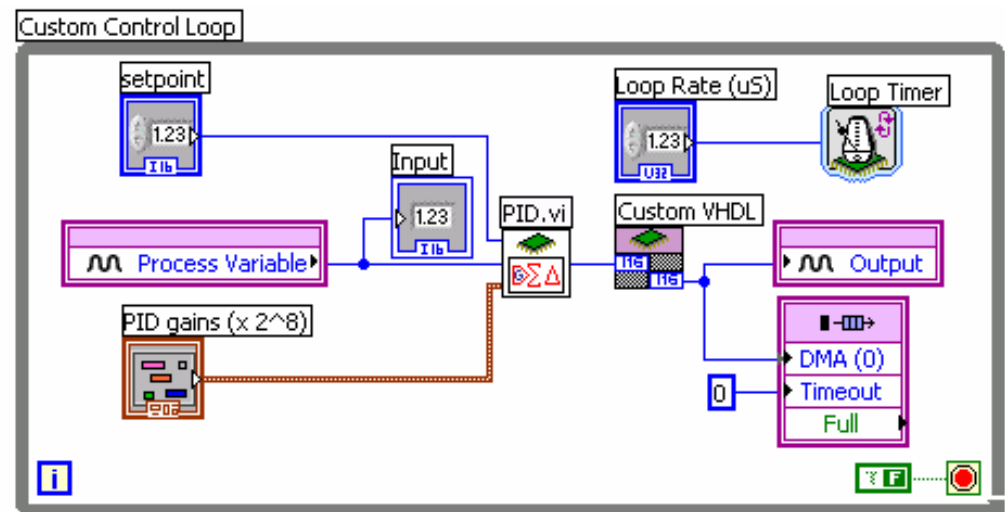 Custom Control Loop
setpoint
Loop Rate (uS)
Loop Timer
1.23
I16
1.23
U32
Input
1.23
I16
PID.vi
Custom VHDL
Process Variable
I16
I16
Output
PID gains (x 2^8)
DMA (0)
0
Timeout
Full
i
F